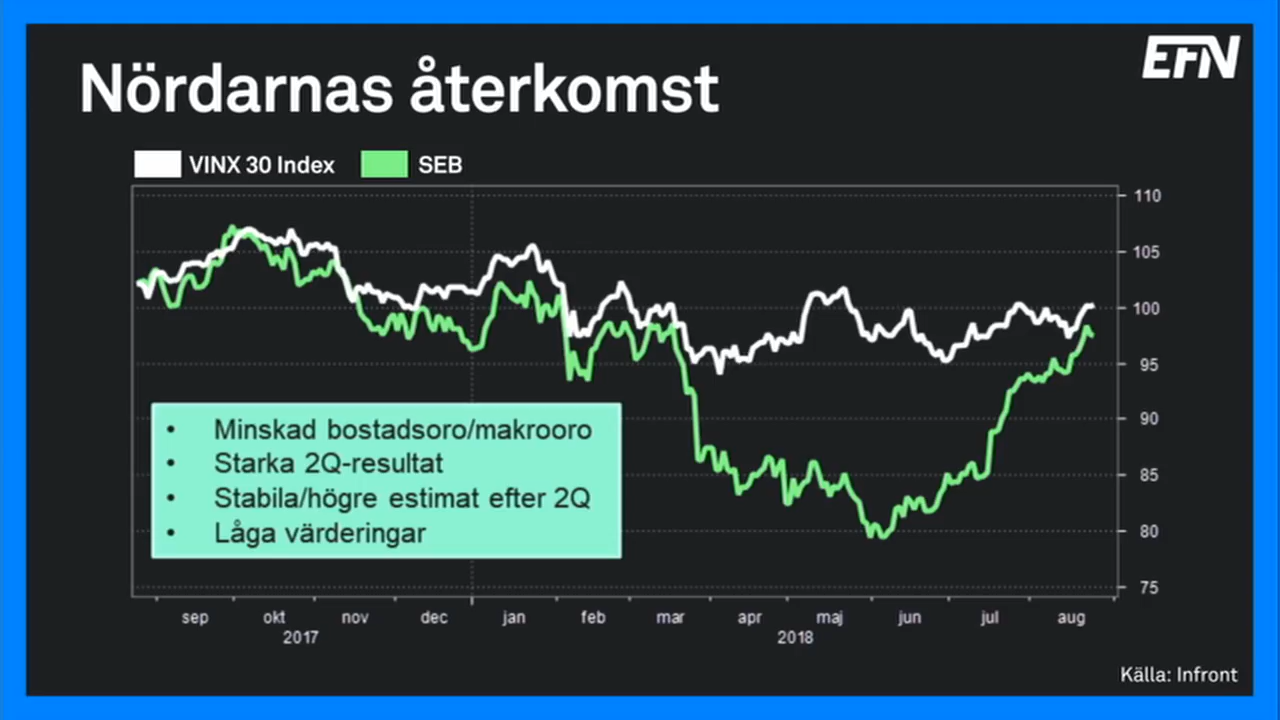 EFN
Nördarnas återkomst
VINX 30 Index SEB
110
105
100
95
90
85
80
75
• Minskad bostadsoro/makrooro
• Starka 2Q-resultat
• Stabila/högre estimat efter 2Q
• Låga värderingar
sep okt nov dec jan feb mar apr maj jun jul aug
2017 2018
Källa: Infront